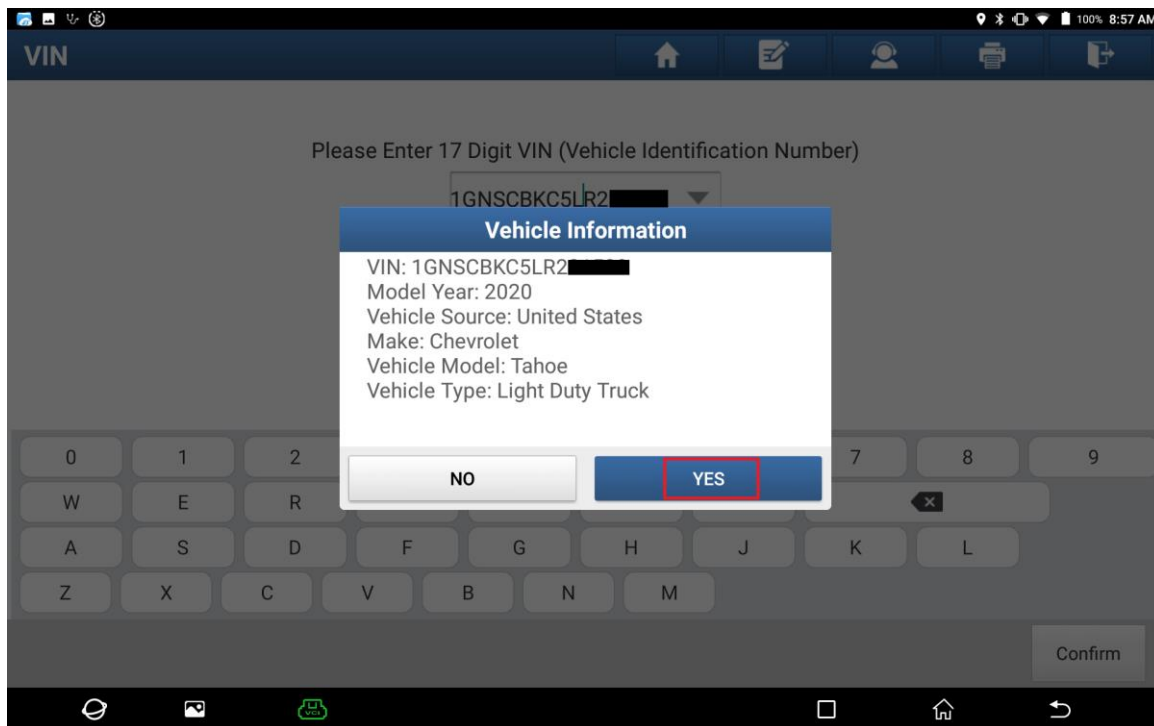 100% 8:57 AM
VIN
Please Enter 17 Digit VIN (Vehicle Identification Number)
1GNSCBKC5LR2
Vehicle Information
VIN: 1GNSCBKC5LR2
Model Year: 2020
Vehicle Source: United States
Make: Chevrolet
Vehicle Model: Tahoe
Vehicle Type: Light Duty Truck
NO YES
0 1 2 7 8 9
W E R
A S D F G H J K L
Z X C V B N M
Confirm
VCI